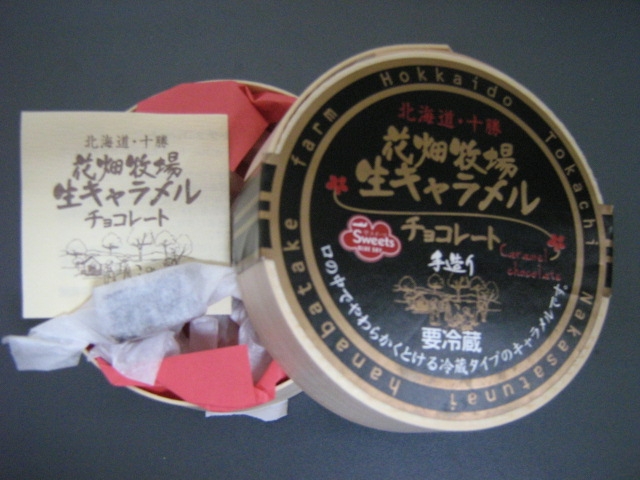 北海道・十勝
花畑牧場
生キャラメル
チョコレート
hanabatake farm Hokkaido Tokachi Nakasatunai
北海道・十勝
花畑牧場
生キャラメル
Sweets
チョコレート
手造り
Caramel
chocolate
要冷蔵
口の中でやわらかくとける冷蔵タイプのキャラメルです。